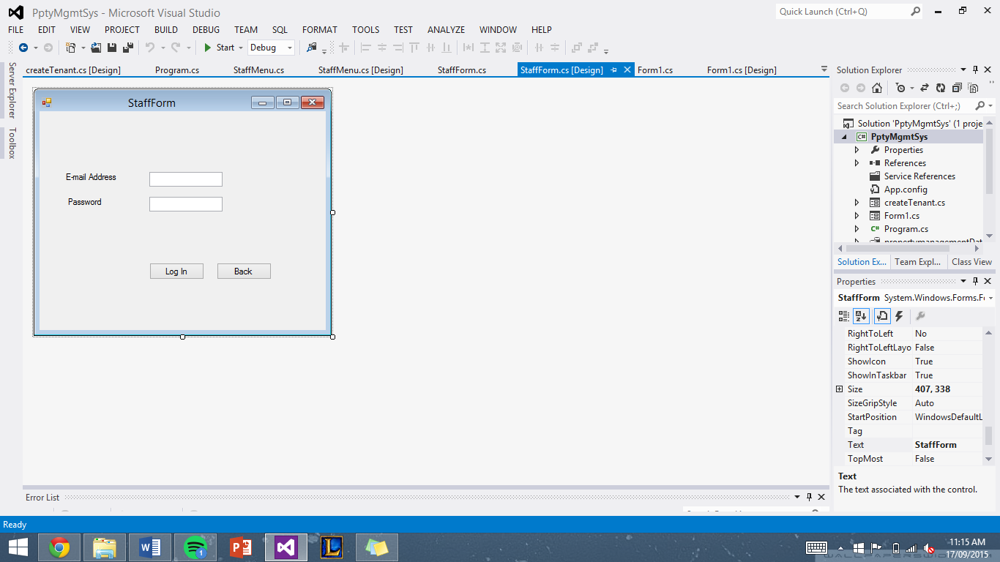 PptyMgmtSys - Microsoft Visual Studio
Quick Launch (Ctrl+Q)
FILE EDIT VIEW PROJECT BUILD DEBUG TEAM SQL FORMAT TOOLS TEST ANALYZE WINDOW HELP
Start Debug
Server Explorer
Toolbox
createTenant.cs [Design] Program.cs StaffMenu.cs StaffMenu.cs [Design] StaffForm.cs StaffForm.cs [Design] Form1.cs Form1.cs [Design]
StaffForm
E-mail Address
Password
Log In Back
Solution Explorer
Search Solution Explorer (Ctrl+;)
Solution 'PptyMgmtSys' (1 proje
PptyMgmtSys
Properties
References
Service References
App.config
createTenant.cs
Form1.cs
Program.cs
propertymanagementDat
Solution Ex... Team Expl... Class View
Properties
StaffForm System.Windows.Forms.Fo
RightToLeft No
RightToLeftLayo False
ShowIcon True
ShowInTaskbar True
Size 407, 338
SizeGripStyle Auto
StartPosition WindowsDefaultL
Tag
Text StaffForm
TopMost False
Text
The text associated with the control.
Error List
Ready
1
11:15 AM
17/09/2015